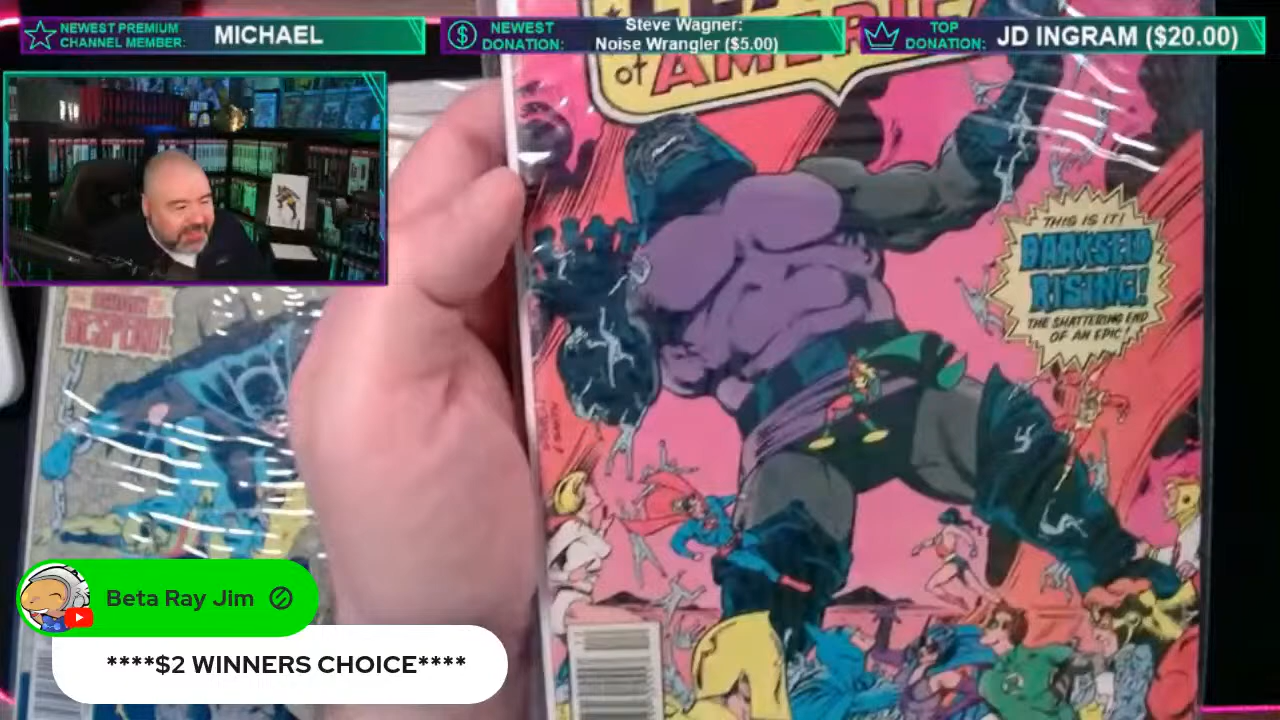 NEWEST PREMIUM
CHANNEL MEMBER:
MICHAEL
NEWEST
DONATION:
Steve Wagner:
Noise Wrangler ($5.00)
TOP
DONATION:
JD INGRAM ($20.00)
of AMERICA
THIS IS IT!
DARKSEID
RISING!
THE SHATTERING END
OF AN EPIC!
DESPERO!
Beta Ray Jim
****$2 WINNERS CHOICE****